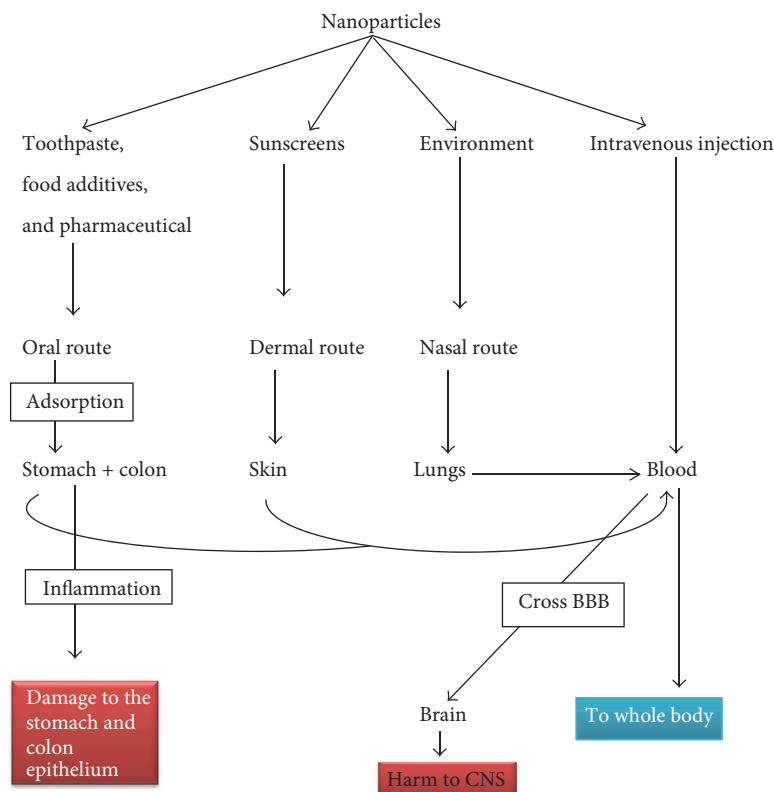 Nanoparticles
Toothpaste,
food additives,
and pharmaceutical
Sunscreens
Environment
Intravenous injection
Oral route
Dermal route
Nasal route
Adsorption
Stomach + colon
Skin
Lungs
Blood
Inflammation
Cross BBB
Damage to the
stomach and
colon
epithelium
Brain
To whole body
Harm to CNS